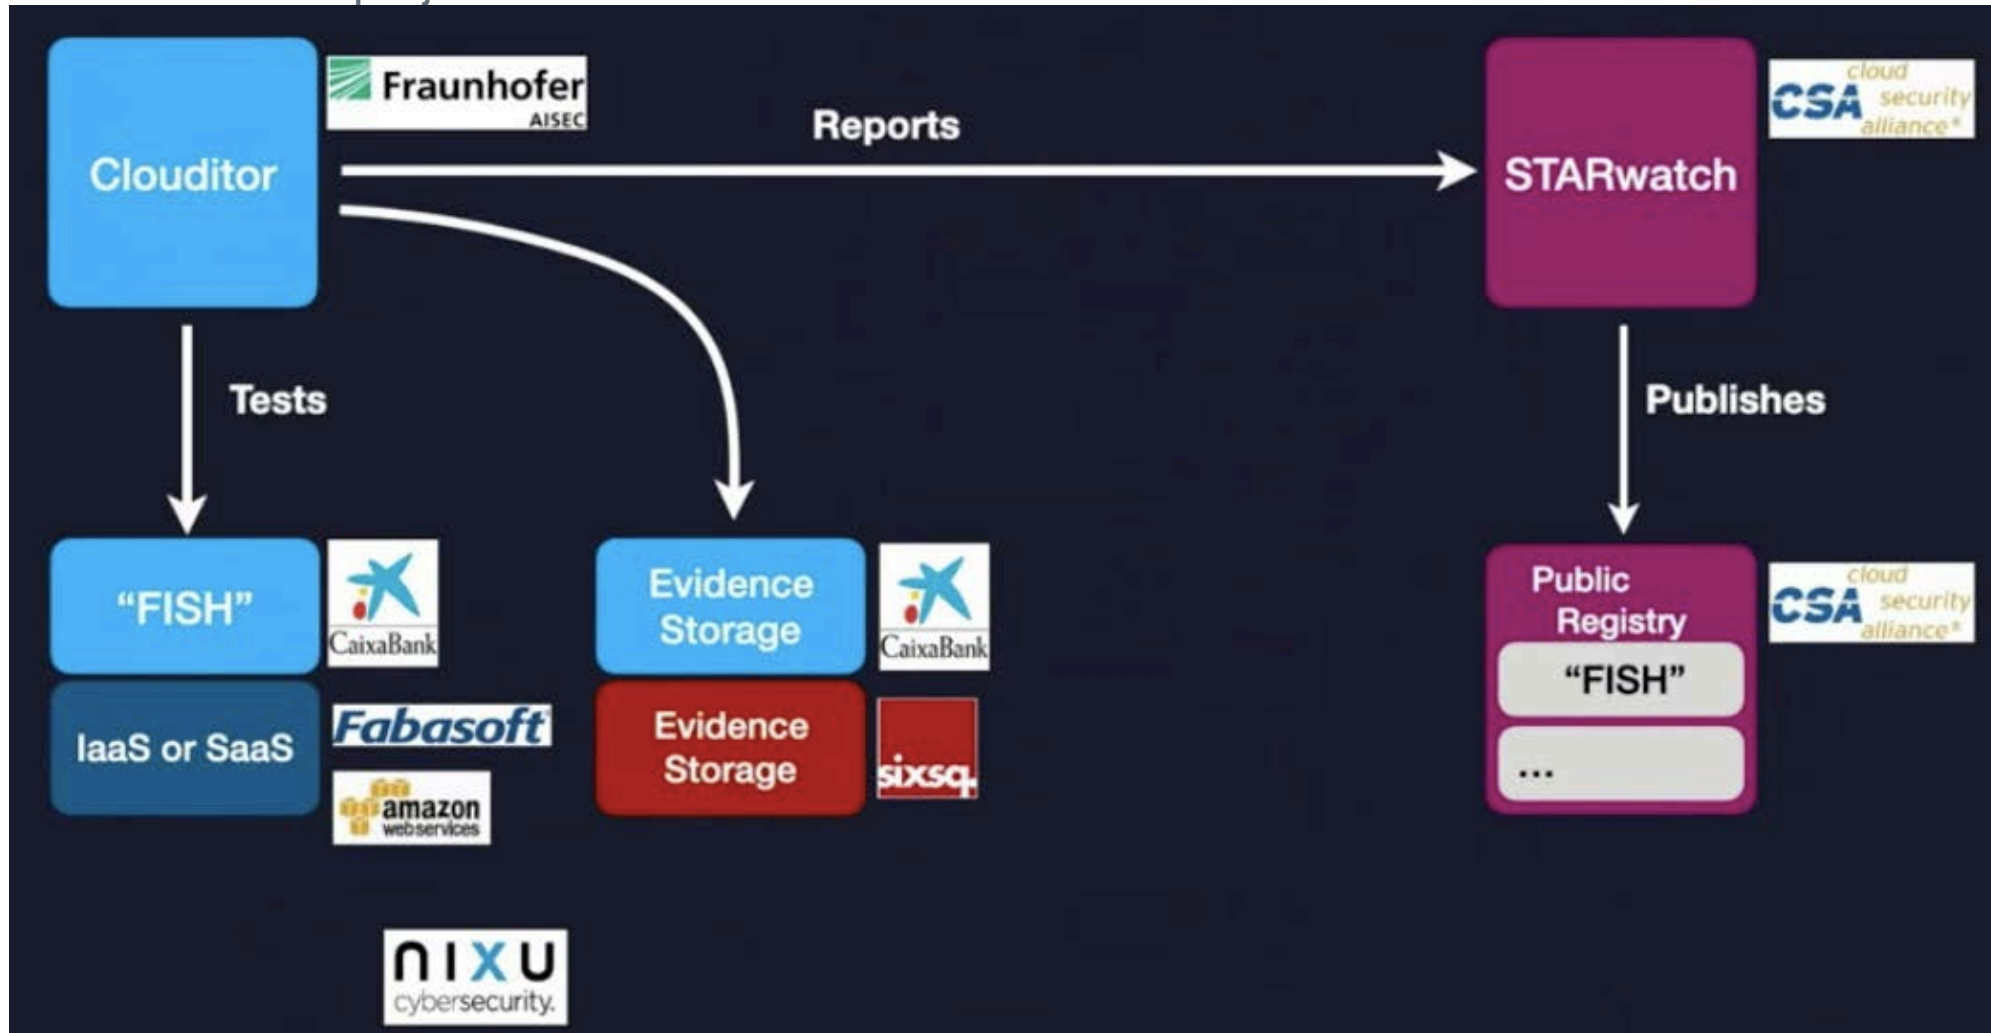 Clouditor
Fraunhofer
AISEC
Reports
STARwatch
cloud
CSA security
alliance®
Tests
Publishes
“FISH”
CaixaBank
Evidence
Storage
CaixaBank
Public
Registry
“FISH”
...
cloud
CSA security
alliance®
IaaS or SaaS
Fabasoft
amazon
webservices
Evidence
Storage
sixsq.
nixu
cybersecurity.